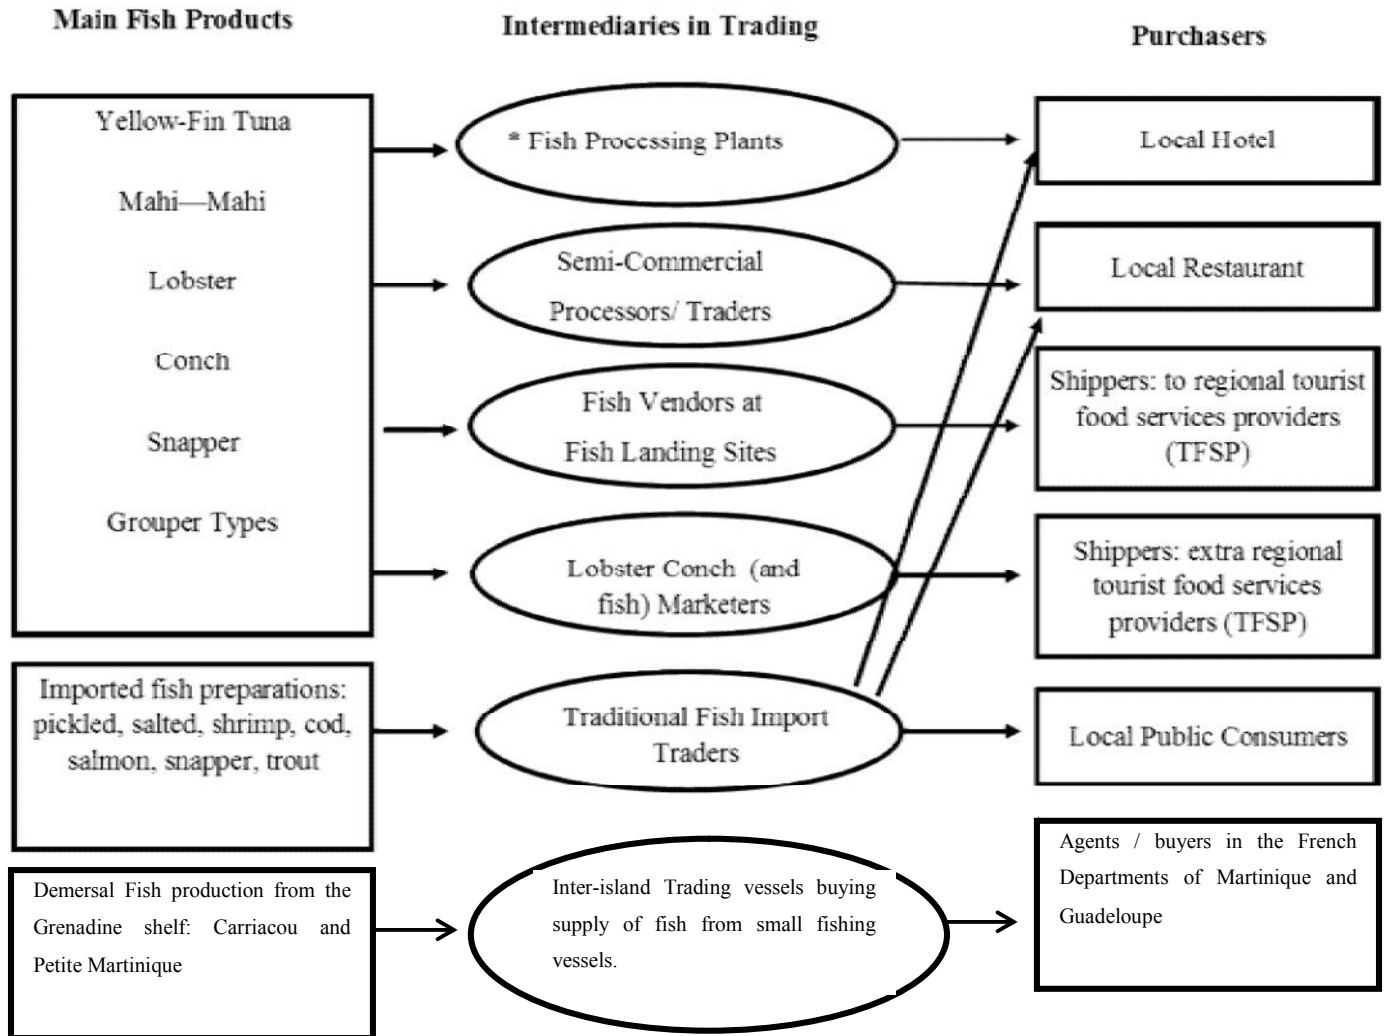 Main Fish Products
Intermediaries in Trading
Purchasers
Yellow-Fin Tuna
Mahi—Mahi
Lobster
Conch
Snapper
Grouper Types
* Fish Processing Plants
Local Hotel
Semi-Commercial
Processors/ Traders
Local Restaurant
Fish Vendors at
Fish Landing Sites
Shippers: to regional tourist
food services providers
(TFSP)
Lobster Conch (and
fish) Marketers
Shippers: extra regional
tourist food services
providers (TFSP)
Imported fish preparations:
pickled, salted, shrimp, cod,
salmon, snapper, trout
Traditional Fish Import
Traders
Local Public Consumers
Demersal Fish production from the
Grenadine shelf: Carriacou and
Petite Martinique
Inter-island Trading vessels buying
supply of fish from small fishing
vessels.
Agents / buyers in the French
Departments of Martinique and
Guadeloupe